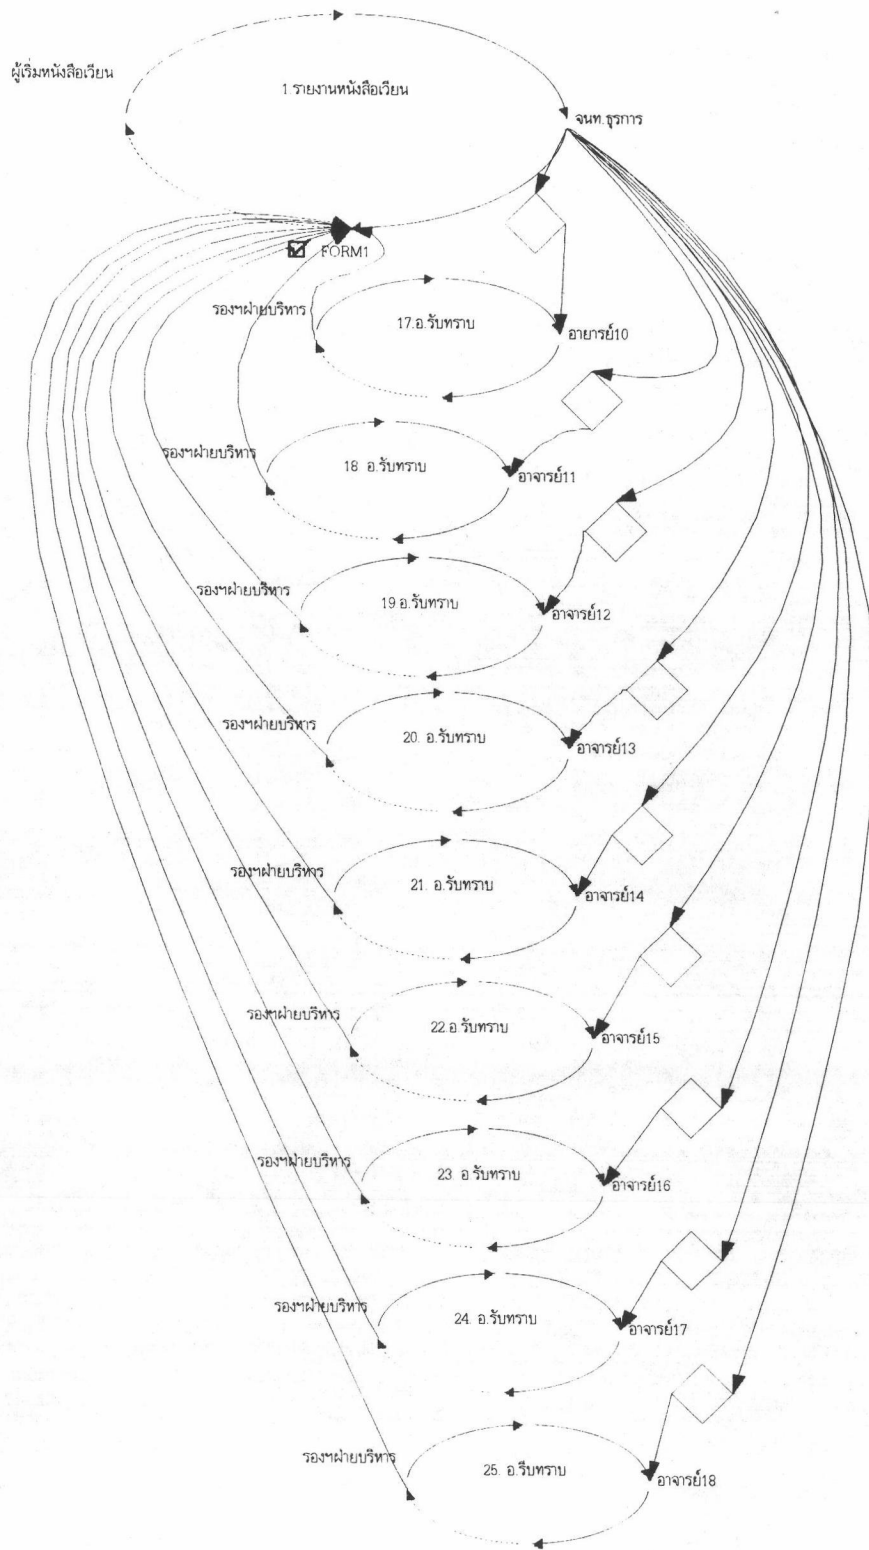 ผู้เริ่มหนังสือเวียน
1.รายงานหนังสือเวียน
จนท.ธุรการ
FORM1
รองฯฝ่ายบริหาร
17.อ.รับทราบ
อายารย์10
รองฯฝ่ายบริหาร
18. อ.รับทราบ
อาจารย์11
รองฯฝ่ายบริหาร
19 อ.รับทราบ
อาจารย์12
รองฯฝ่ายบริหาร
20. อ.รับทราบ
อาจารย์13
รองฯฝ่ายบริหาร
21. อ.รับทราบ
อาจารย์14
รองฯฝ่ายบริหาร
22.อ.รับทราบ
อาจารย์15
รองฯฝ่ายบริหาร
23. อ รับทราบ
อาจารย์16
รองฯฝ่ายบริหาร
24. อ.รับทราบ
อาจารย์17
รองฯฝ่ายบริหาร
25. อ.รับทราบ
อาจารย์18